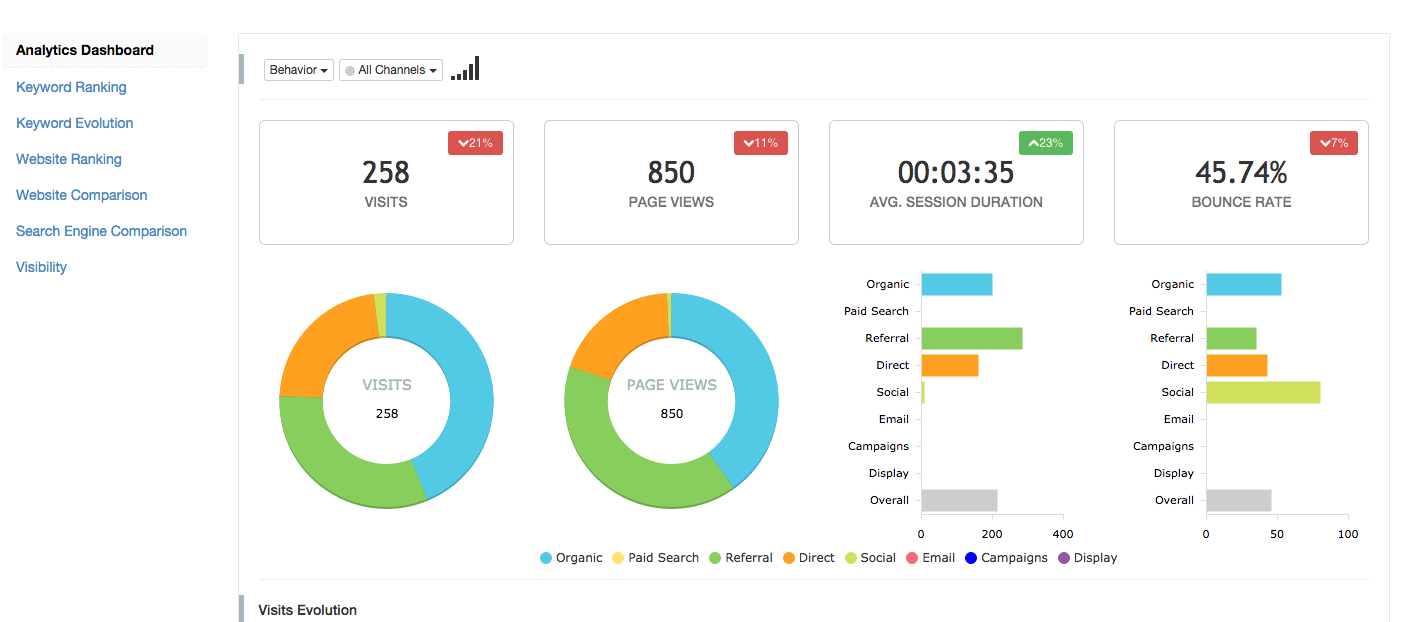 Analytics Dashboard
Keyword Ranking
Keyword Evolution
Website Ranking
Website Comparison
Search Engine Comparison
Visibility
Behavior All Channels
21%
258
VISITS
11%
850
PAGE VIEWS
23%
00:03:35
AVG. SESSION DURATION
7%
45.74%
BOUNCE RATE
VISITS
258
PAGE VIEWS
850
Organic
Paid Search
Referral
Direct
Social
Email
Campaigns
Display
Overall
0 200 400
Organic
Paid Search
Referral
Direct
Social
Email
Campaigns
Display
Overall
0 50 100
Organic Paid Search Referral Direct Social Email Campaigns Display
Visits Evolution